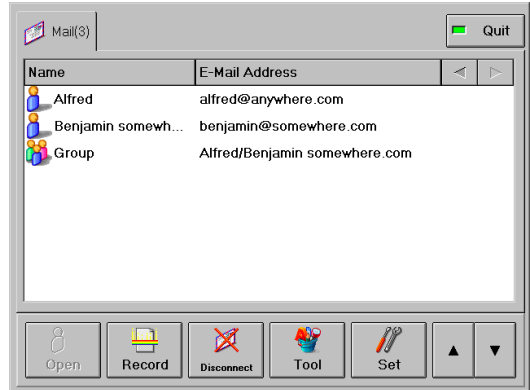 Mail(3)
Quit
Name E-Mail Address
Alfred alfred@anywhere.com
Benjamin somewh... benjamin@somewhere.com
Group Alfred/Benjamin somewhere.com
Open Record Disconnect Tool Set